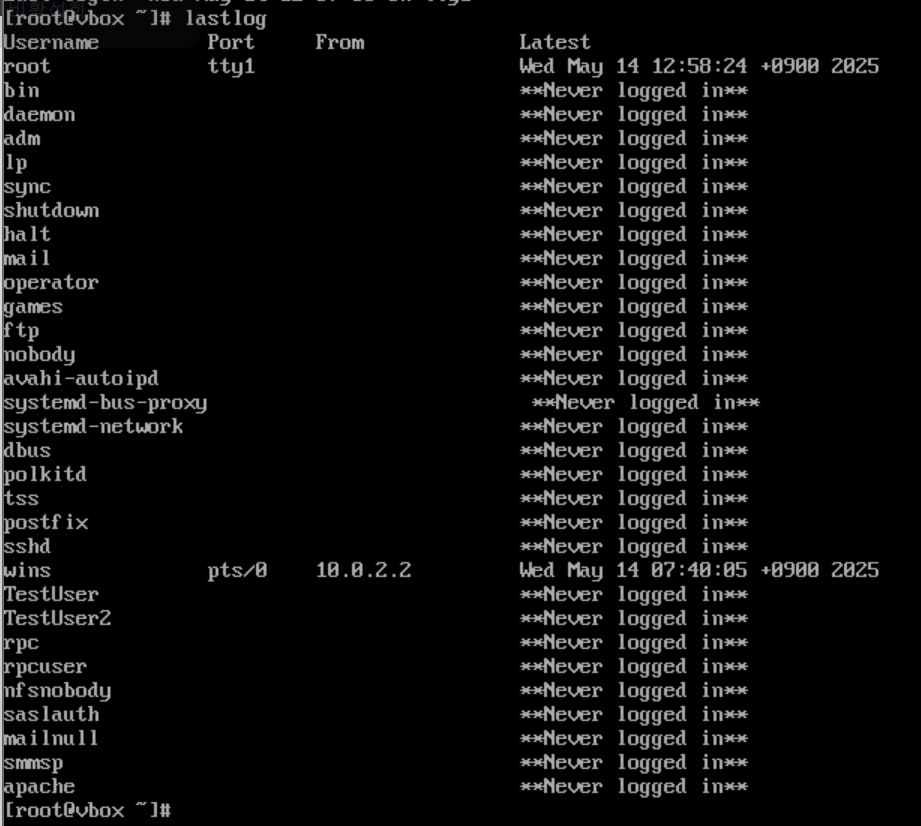 [root@vbox ~]# lastlog
Username         Port     From             Latest
root             tty1                      Wed May 14 12:58:24 +0900 2025
bin                                        **Never logged in**
daemon                                     **Never logged in**
adm                                        **Never logged in**
lp                                         **Never logged in**
sync                                       **Never logged in**
shutdown                                   **Never logged in**
halt                                       **Never logged in**
mail                                       **Never logged in**
operator                                   **Never logged in**
games                                      **Never logged in**
ftp                                        **Never logged in**
nobody                                     **Never logged in**
avahi-autoipd                              **Never logged in**
systemd-bus-proxy                           **Never logged in**
systemd-network                            **Never logged in**
dbus                                       **Never logged in**
polkitd                                    **Never logged in**
tss                                        **Never logged in**
postfix                                    **Never logged in**
sshd                                       **Never logged in**
wins             pts/0    10.0.2.2         Wed May 14 07:40:05 +0900 2025
TestUser                                   **Never logged in**
TestUser2                                  **Never logged in**
rpc                                        **Never logged in**
rpcuser                                    **Never logged in**
nfsnobody                                  **Never logged in**
saslauth                                   **Never logged in**
mailnull                                   **Never logged in**
smmsp                                      **Never logged in**
apache                                     **Never logged in**
[root@vbox ~]#